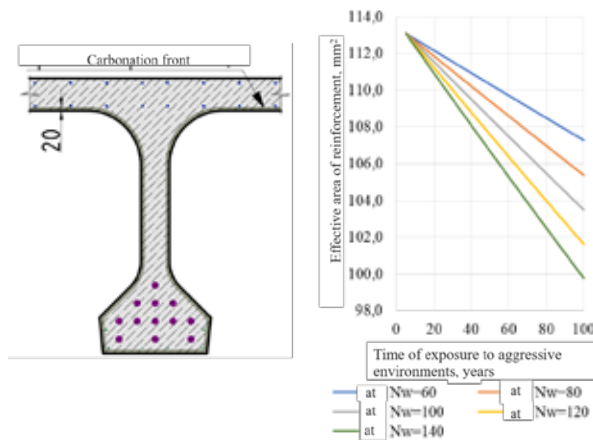 Carbonation front
20
Effective area of reinforcement, mm²
114,0
112,0
110,0
108,0
106,0
104,0
102,0
100,0
98,0
0 20 40 60 80 100
Time of exposure to aggressive
environments, years
at Nw=60
at Nw=80
at Nw=100
at Nw=120
at Nw=140